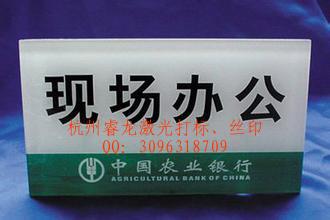 现场办公
杭州睿龙激光打标、丝印
QQ: 3096318709
中国农业银行
AGRICULTURAL BANK OF CHINA